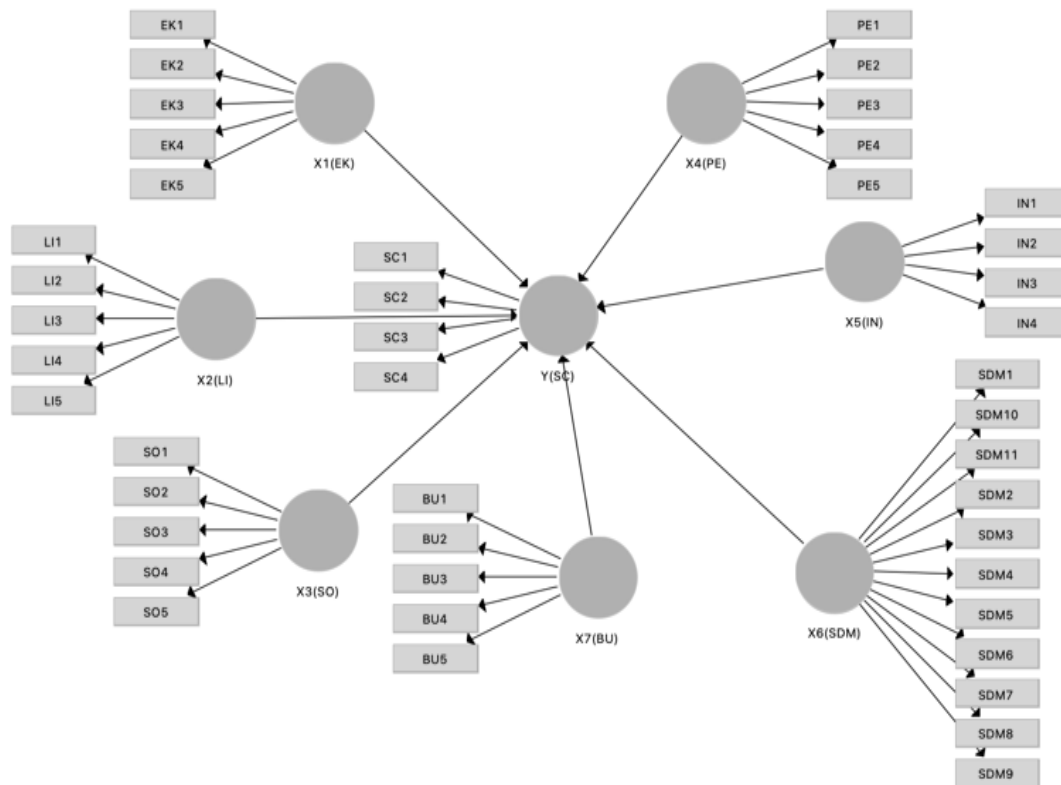 EK1
EK2
EK3
EK4
EK5
X1(EK)
PE1
PE2
PE3
PE4
PE5
X4(PE)
LI1
LI2
LI3
LI4
LI5
X2(LI)
SC1
SC2
SC3
SC4
Y(SC)
IN1
IN2
IN3
IN4
X5(IN)
SO1
SO2
SO3
SO4
SO5
X3(SO)
BU1
BU2
BU3
BU4
BU5
X7(BU)
SDM1
SDM10
SDM11
SDM2
SDM3
SDM4
SDM5
SDM6
SDM7
SDM8
SDM9
X6(SDM)